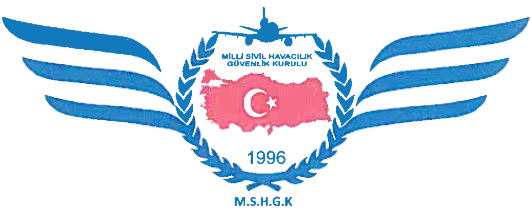 MİLLİ SİVİL HAVACILIK
GÜVENLİK KURULU
1996
M.S.H.G.K